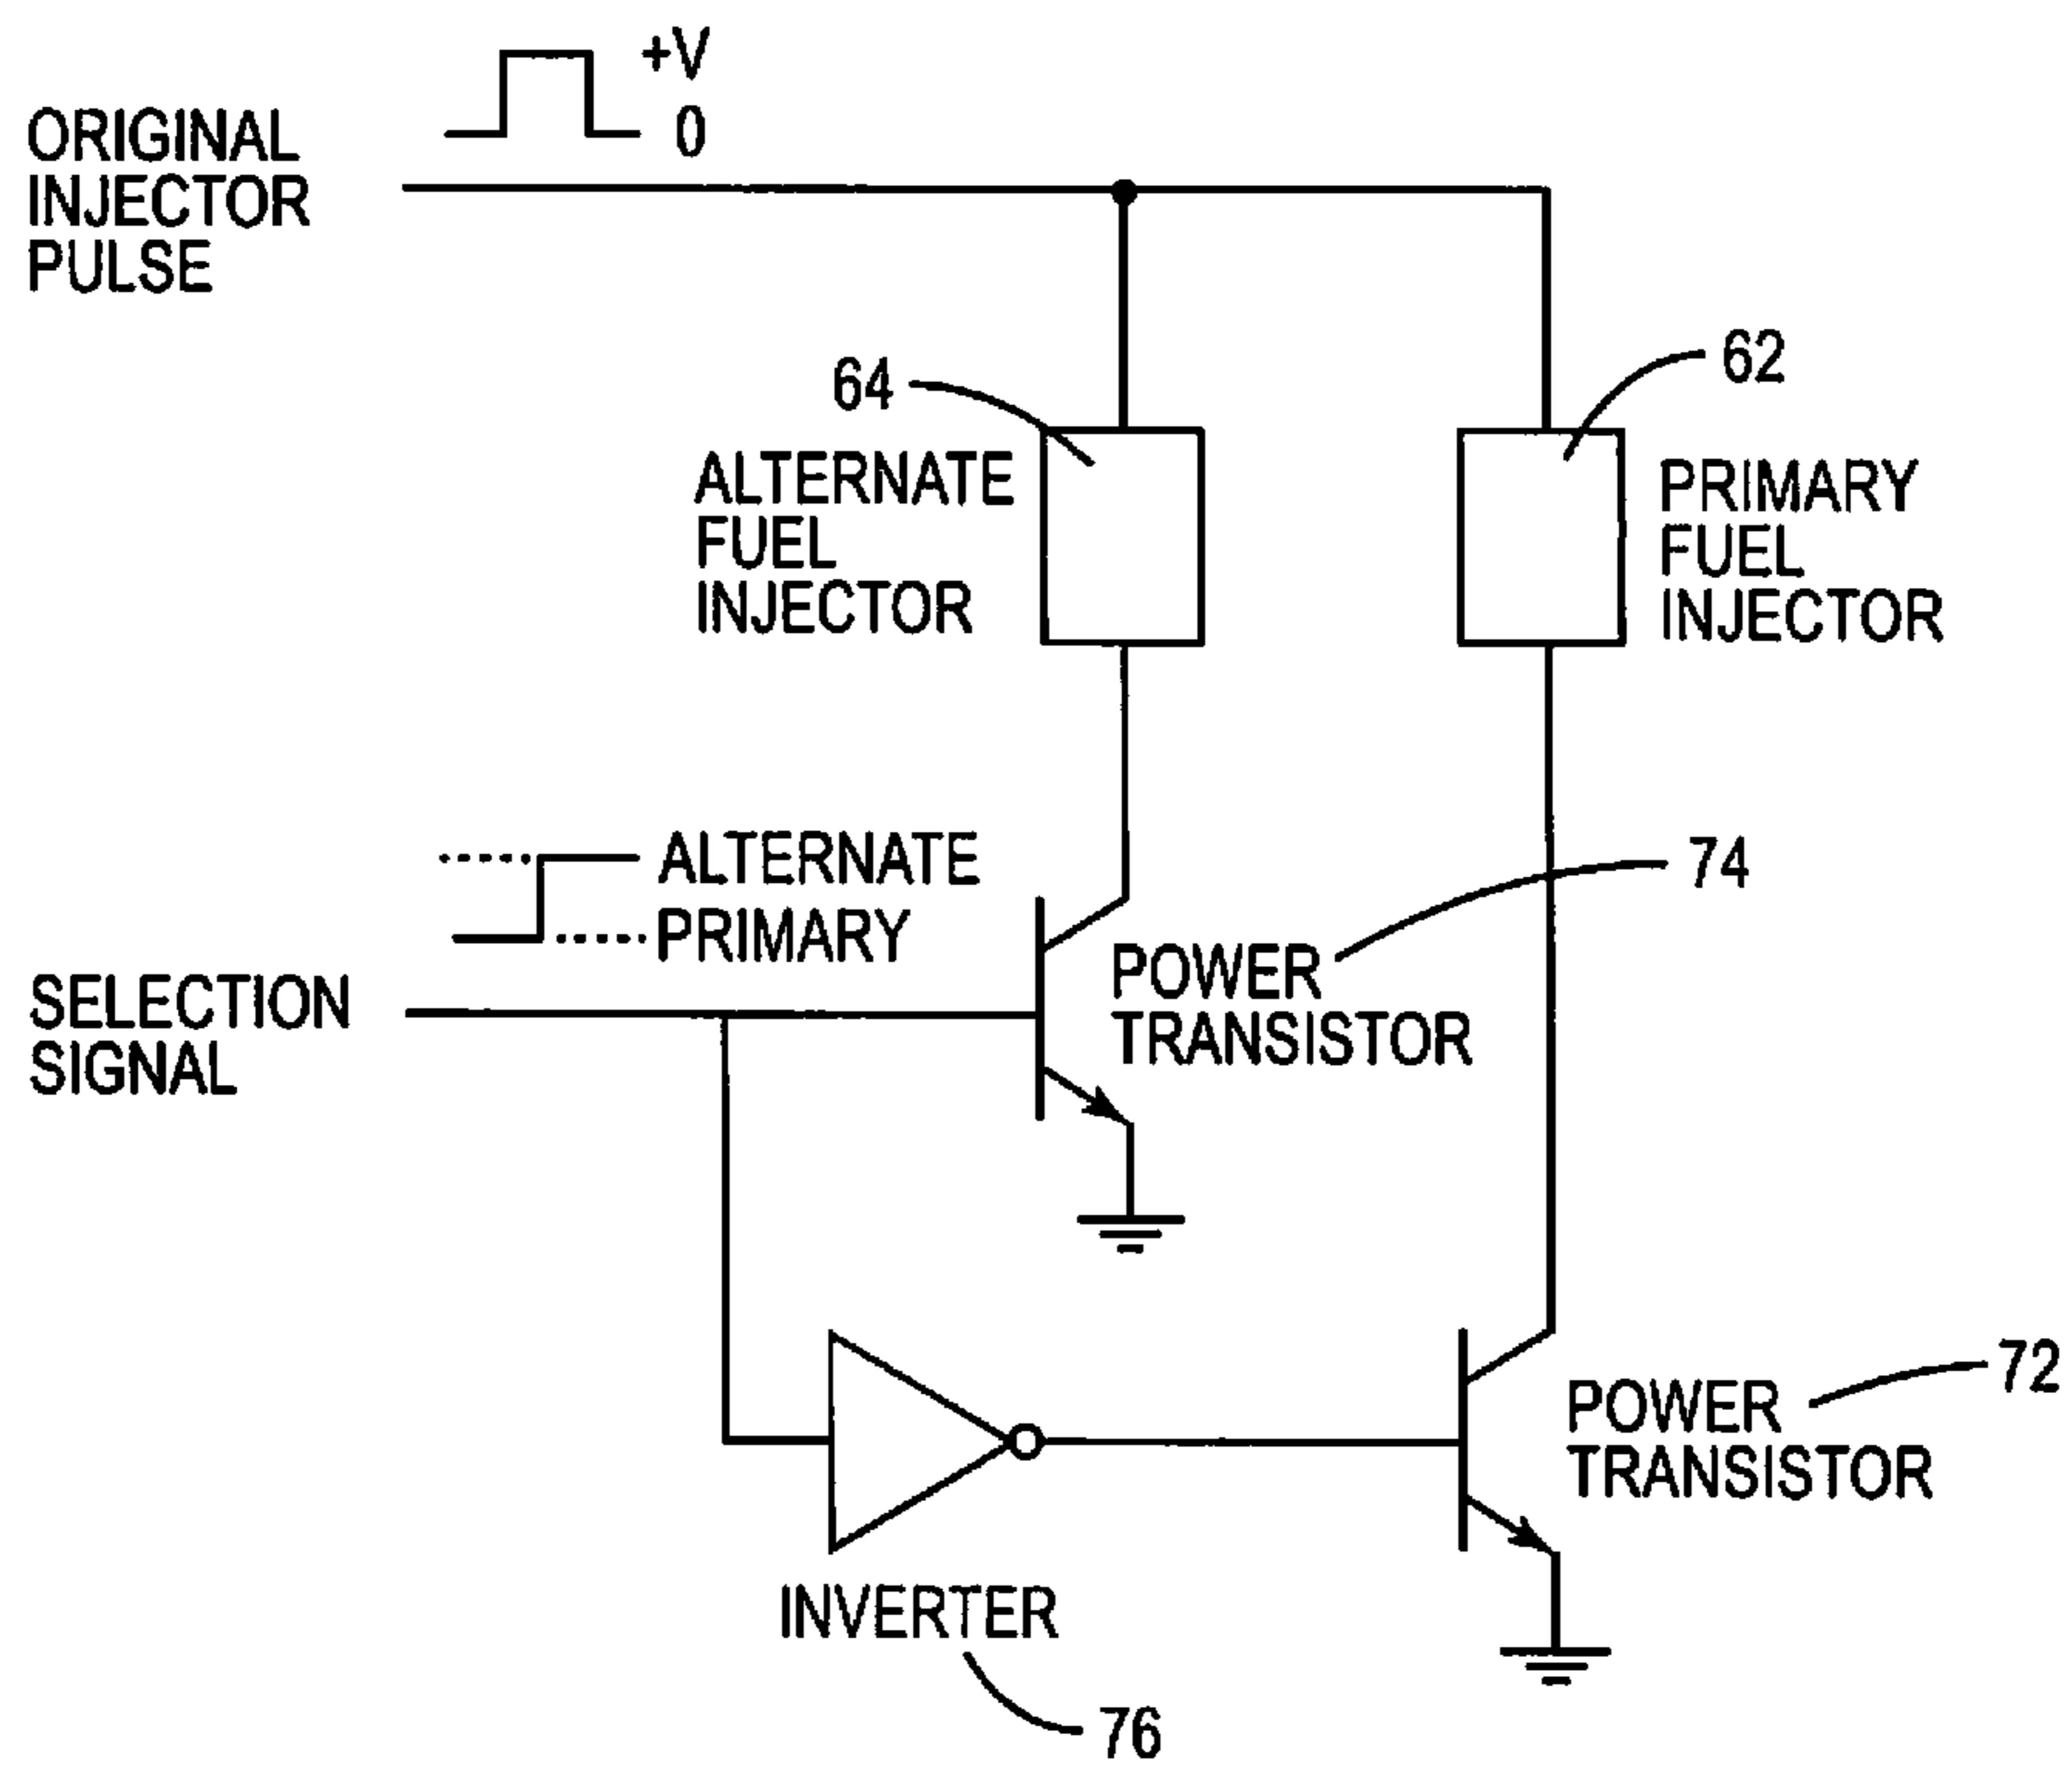 +V
0
ORIGINAL
INJECTOR
PULSE
64
62
ALTERNATE
FUEL
INJECTOR
PRIMARY
FUEL
INJECTOR
ALTERNATE
PRIMARY
74
SELECTION
SIGNAL
POWER
TRANSISTOR
72
POWER
TRANSISTOR
INVERTER
76